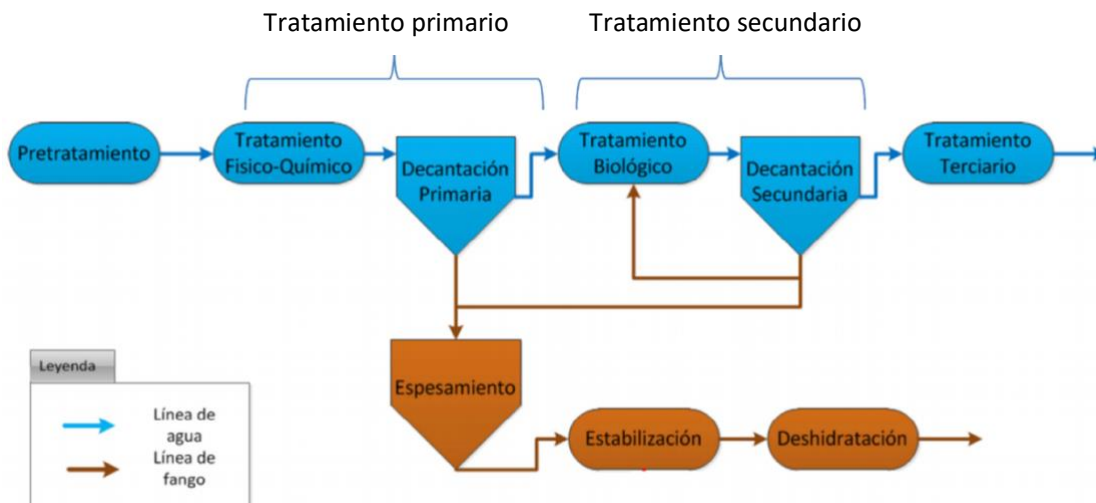 Tratamiento primario
Tratamiento secundario
Pretratamiento
Tratamiento
Fisico-Químico
Decantación
Primaria
Tratamiento
Biológico
Decantación
Secundaria
Tratamiento
Terciario
Espesamiento
Estabilización
Deshidratación
Leyenda
Línea de
agua
Línea de
fango